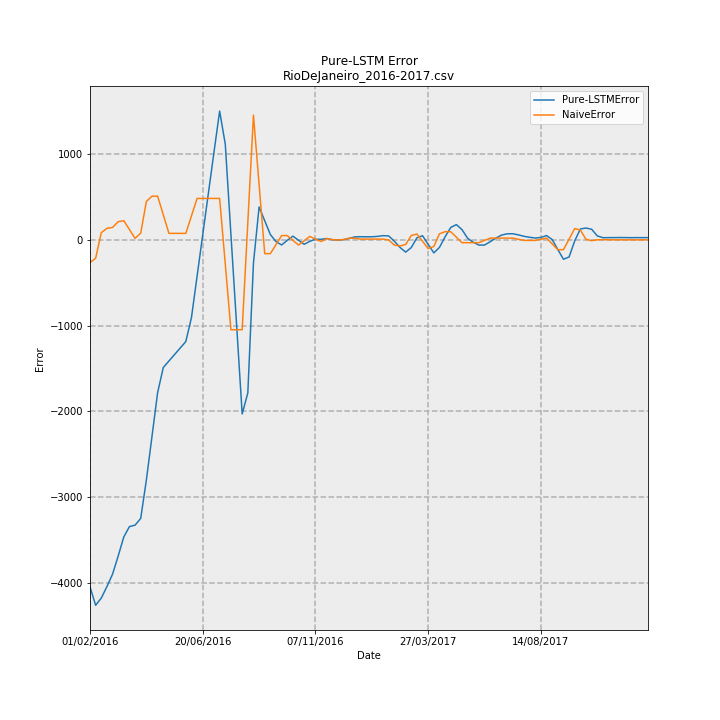 Pure-LSTM Error
RioDeJaneiro_2016-2017.csv
Pure-LSTMError
NaiveError
1000
0
−1000
−2000
−3000
−4000
Error
01/02/2016
20/06/2016
07/11/2016
27/03/2017
14/08/2017
Date